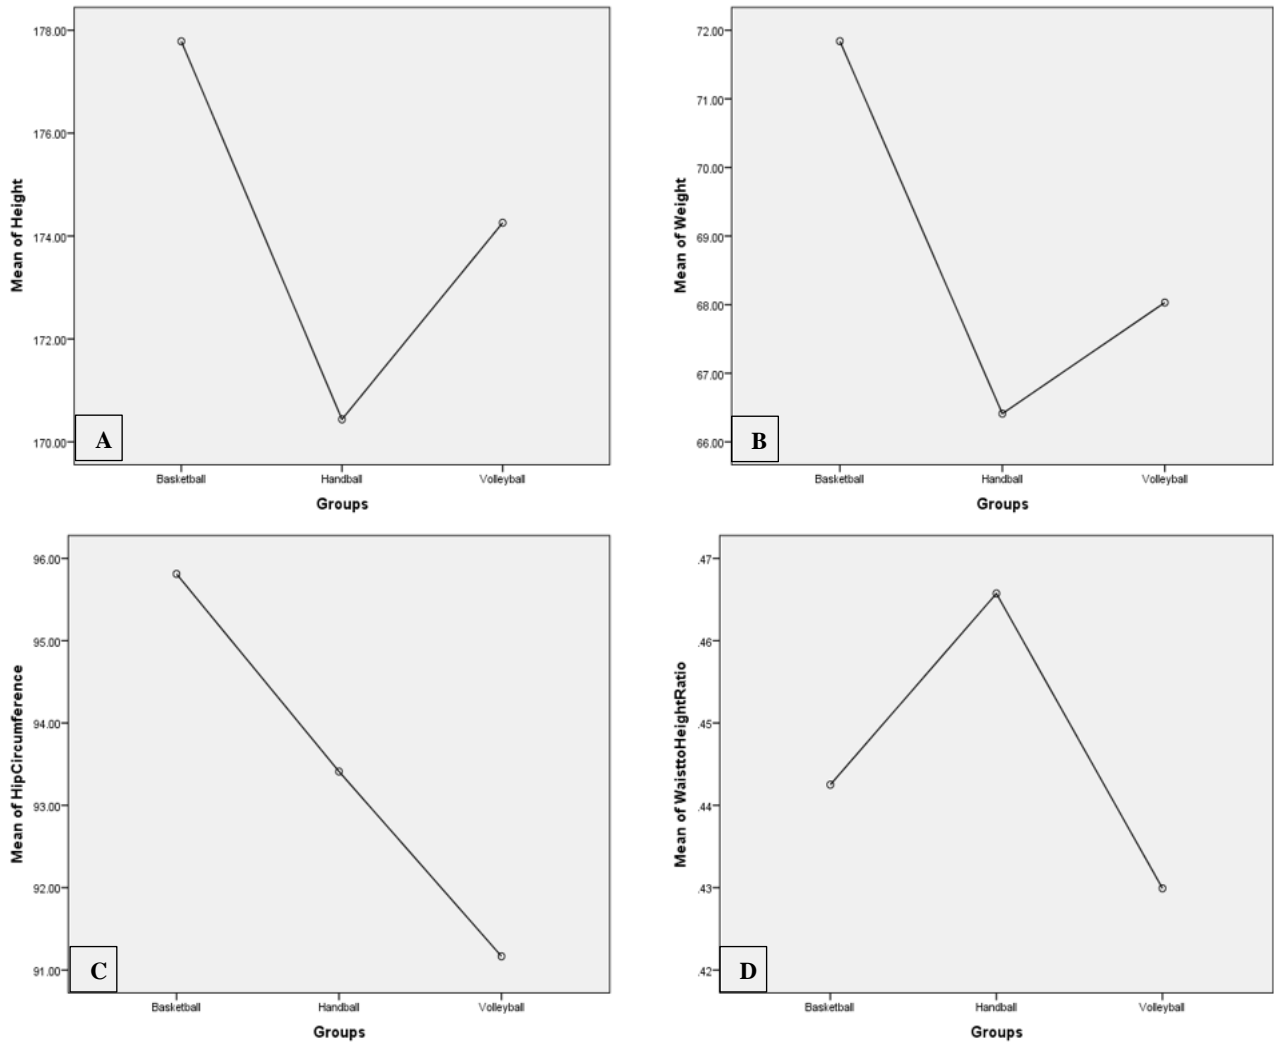 Mean of Height
178.00
176.00
174.00
172.00
170.00
A
Basketball Handball Volleyball
Groups
Mean of Weight
72.00
71.00
70.00
69.00
68.00
67.00
66.00
B
Basketball Handball Volleyball
Groups
Mean of HipCircumference
96.00
95.00
94.00
93.00
92.00
91.00
C
Basketball Handball Volleyball
Groups
Mean of WaisttoHeightRatio
.47
.46
.45
.44
.43
.42
D
Basketball Handball Volleyball
Groups